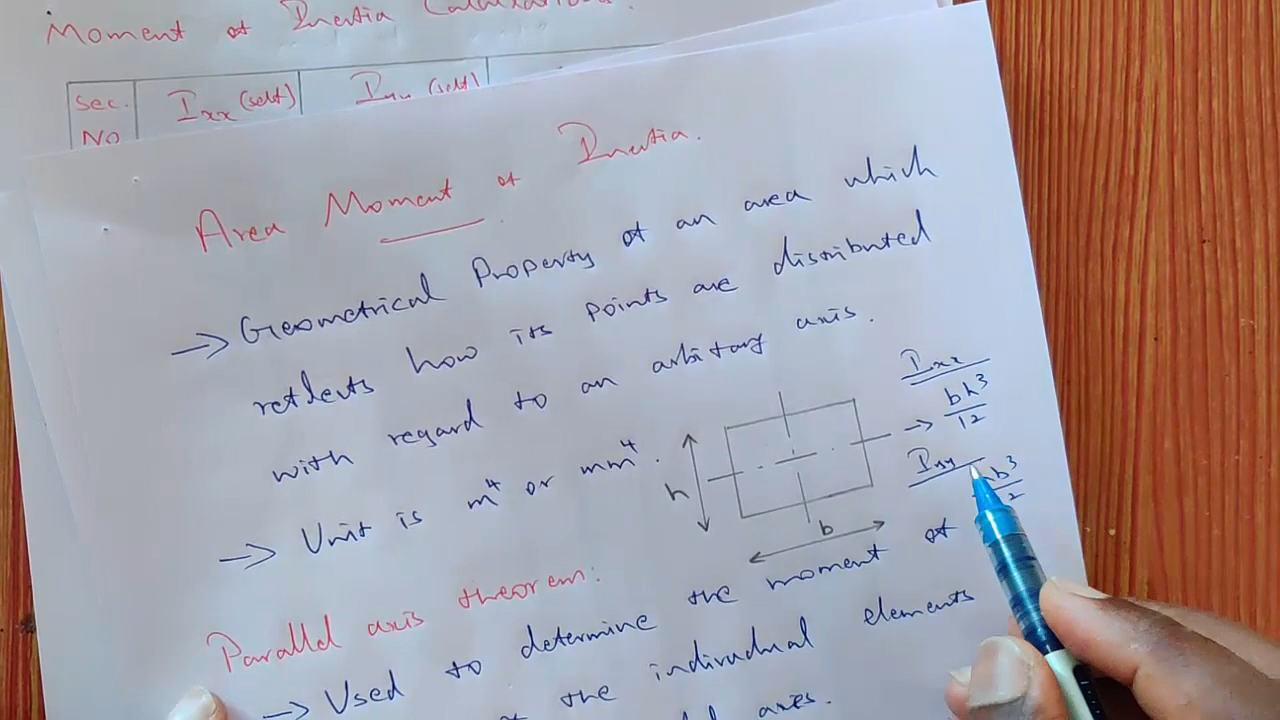 Moment of Inertia Calculations.
Sec. No
Ixx (self)
Iyy (self)
Area Moment of Inertia.
→ Geometrical Property of an area which
reflects how its points are distributed
with regard to an arbitary axis.
→ Unit is m⁴ or mm⁴.
h
b
Ixx
→ bh³/12
Iyy
Parallel axis theorem:
→ Used to determine the moment of
the individual elements
axes.